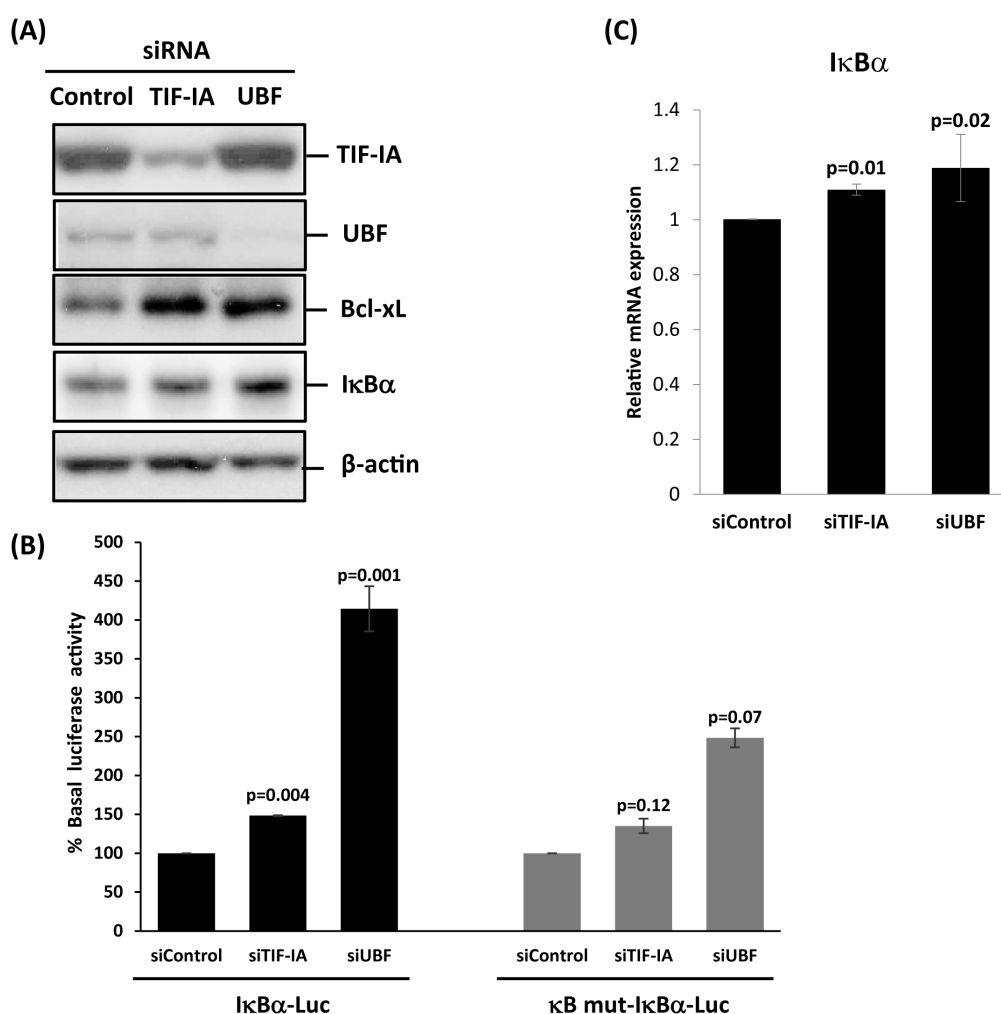 (A)
siRNA
Control TIF-IA UBF
TIF-IA
UBF
Bcl-xL
IκBα
β-actin
(C)
IκBα
Relative mRNA expression
1.4
1.2
1
0.8
0.6
0.4
0.2
0
p=0.01
p=0.02
siControl siTIF-IA siUBF
(B)
% Basal luciferase activity
500
450
400
350
300
250
200
150
100
50
0
p=0.004
p=0.001
p=0.12
p=0.07
siControl siTIF-IA siUBF siControl siTIF-IA siUBF
IκBα-Luc κB mut-IκBα-Luc